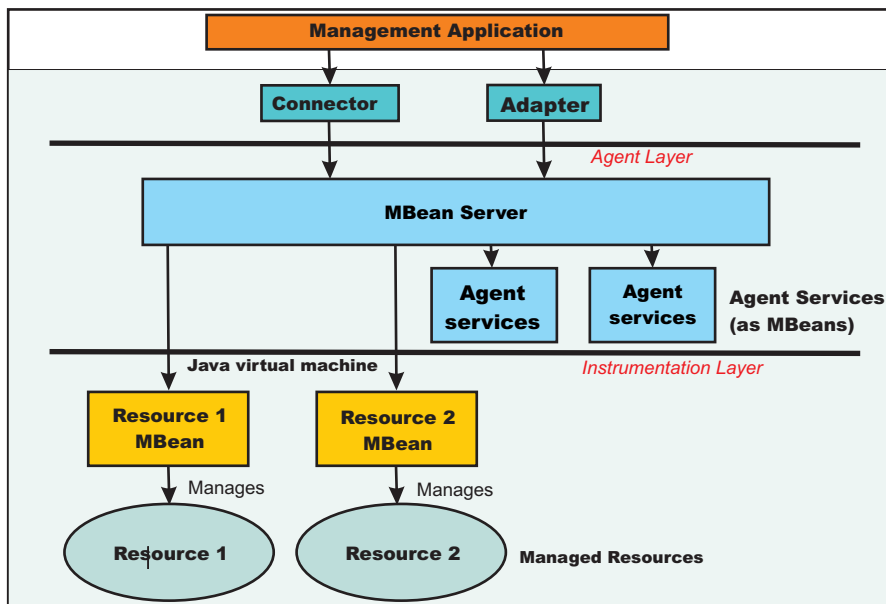 Management Application
Connector
Adapter
Agent Layer
MBean Server
Agent
services
Agent
services
Agent Services
(as MBeans)
Java virtual machine
Instrumentation Layer
Resource 1
MBean
Resource 2
MBean
Manages
Manages
Resource 1
Resource 2
Managed Resources